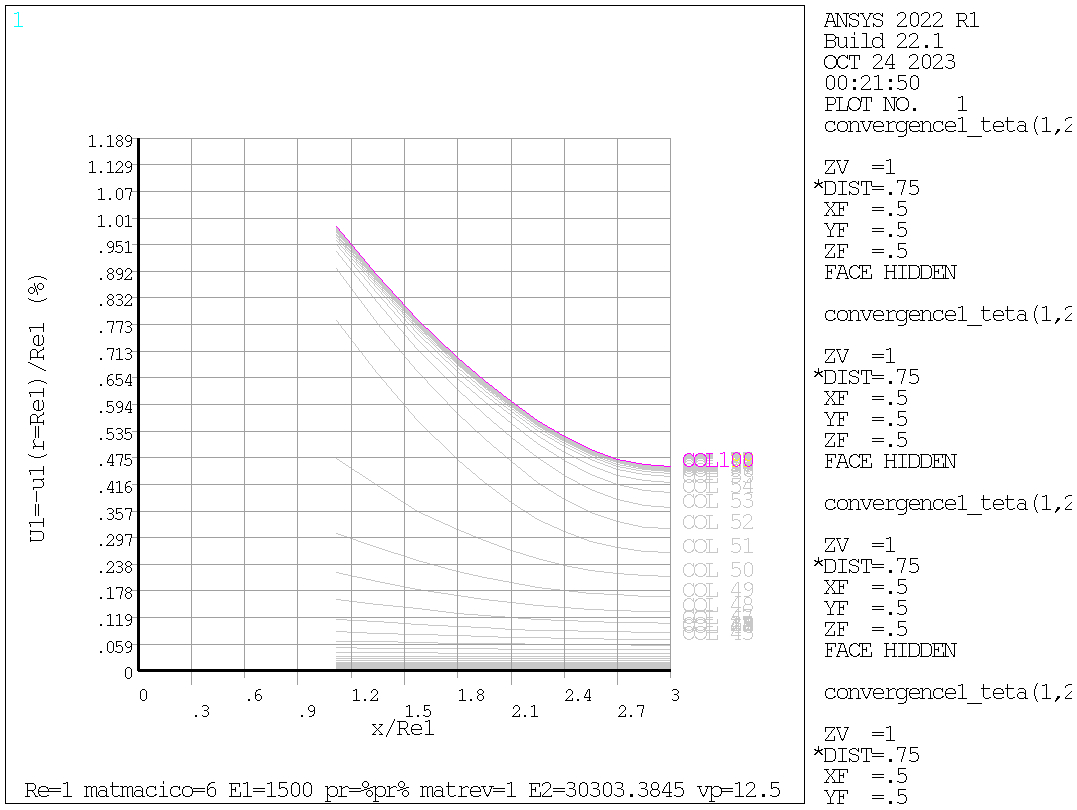 1
ANSYS 2022 R1
Build 22.1
OCT 24 2023
00:21:50
PLOT NO. 1
convergence1_teta(1,2
ZV =1
*DIST=.75
XF =.5
YF =.5
ZF =.5
FACE HIDDEN
convergence1_teta(1,2
ZV =1
*DIST=.75
XF =.5
YF =.5
ZF =.5
FACE HIDDEN
convergence1_teta(1,2
ZV =1
*DIST=.75
XF =.5
YF =.5
ZF =.5
FACE HIDDEN
convergence1_teta(1,2
ZV =1
*DIST=.75
XF =.5
YF =.5
1.189
1.129
1.07
1.01
.951
.892
.832
.773
.713
.654
.594
.535
.475
.416
.357
.297
.238
.178
.119
.059
0
U1=-u1(r=Re1)/Re1 (%)
COL100
COL 54
COL 53
COL 52
COL 51
COL 50
COL 49
COL 48
COL 45
0 .6 1.2 1.8 2.4 3
.3 .9 1.5 2.1 2.7
x/Re1
Re=1 matmacico=6 E1=1500 pr=%pr% matrev=1 E2=30303.3845 vp=12.5